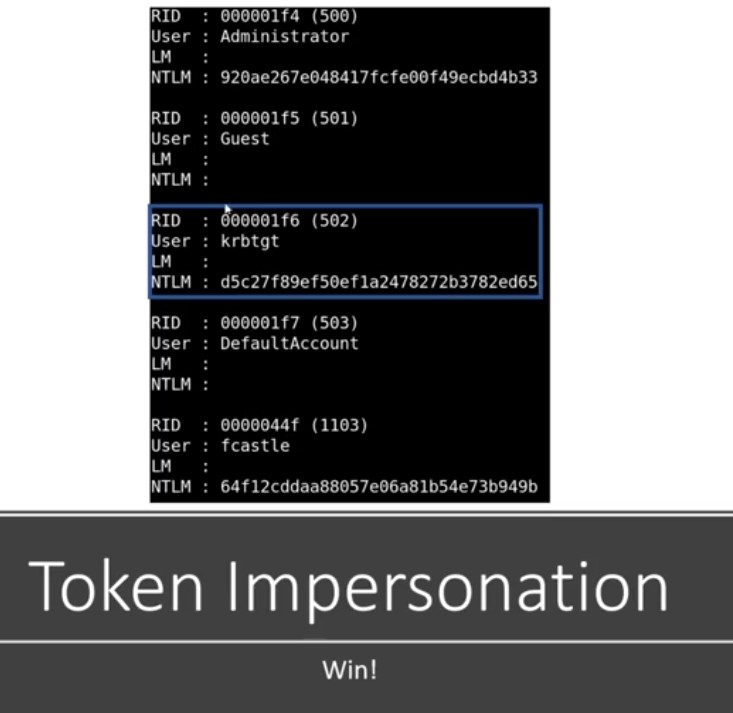 RID  : 000001f4 (500)
User : Administrator
LM   :
NTLM : 920ae267e048417fcfe00f49ecbd4b33
RID  : 000001f5 (501)
User : Guest
LM   :
NTLM :
RID  : 000001f6 (502)
User : krbtgt
LM   :
NTLM : d5c27f89ef50ef1a2478272b3782ed65
RID  : 000001f7 (503)
User : DefaultAccount
LM   :
NTLM :
RID  : 0000044f (1103)
User : fcastle
LM   :
NTLM : 64f12cddaa88057e06a81b54e73b949b
Token Impersonation
Win!